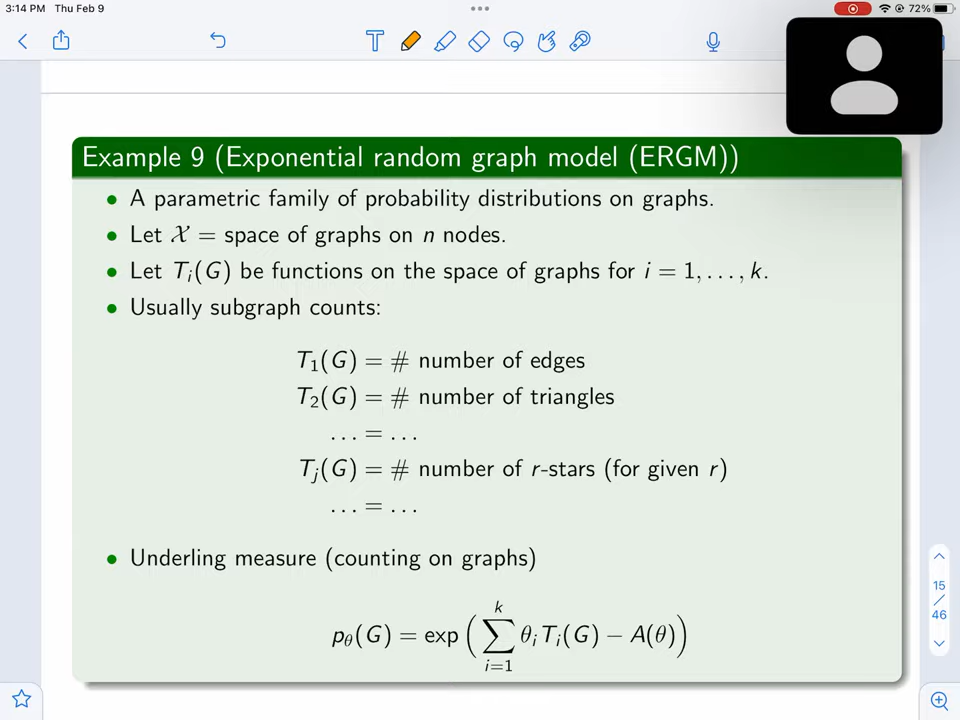 3:14 PM Thu Feb 9
72%
Example 9 (Exponential random graph model (ERGM))
• A parametric family of probability distributions on graphs.
• Let 𝒳 = space of graphs on n nodes.
• Let T_i(G) be functions on the space of graphs for i = 1, . . . , k.
• Usually subgraph counts:
T_1(G) = # number of edges
T_2(G) = # number of triangles
. . . = . . .
T_j(G) = # number of r-stars (for given r)
. . . = . . .
• Underling measure (counting on graphs)
p_θ(G) = exp ( ∑_{i=1}^{k} θ_i T_i(G) − A(θ) )
15
/
46